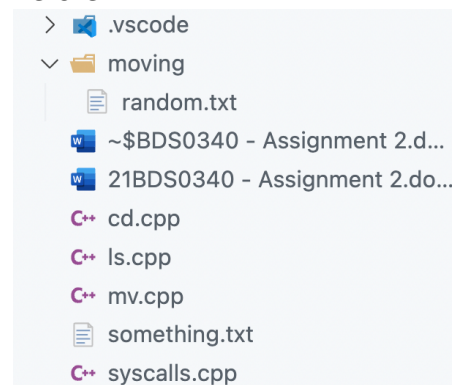 .vscode
moving
random.txt
~$BDS0340 - Assignment 2.d...
21BDS0340 - Assignment 2.do...
C++ cd.cpp
C++ ls.cpp
C++ mv.cpp
something.txt
C++ syscalls.cpp